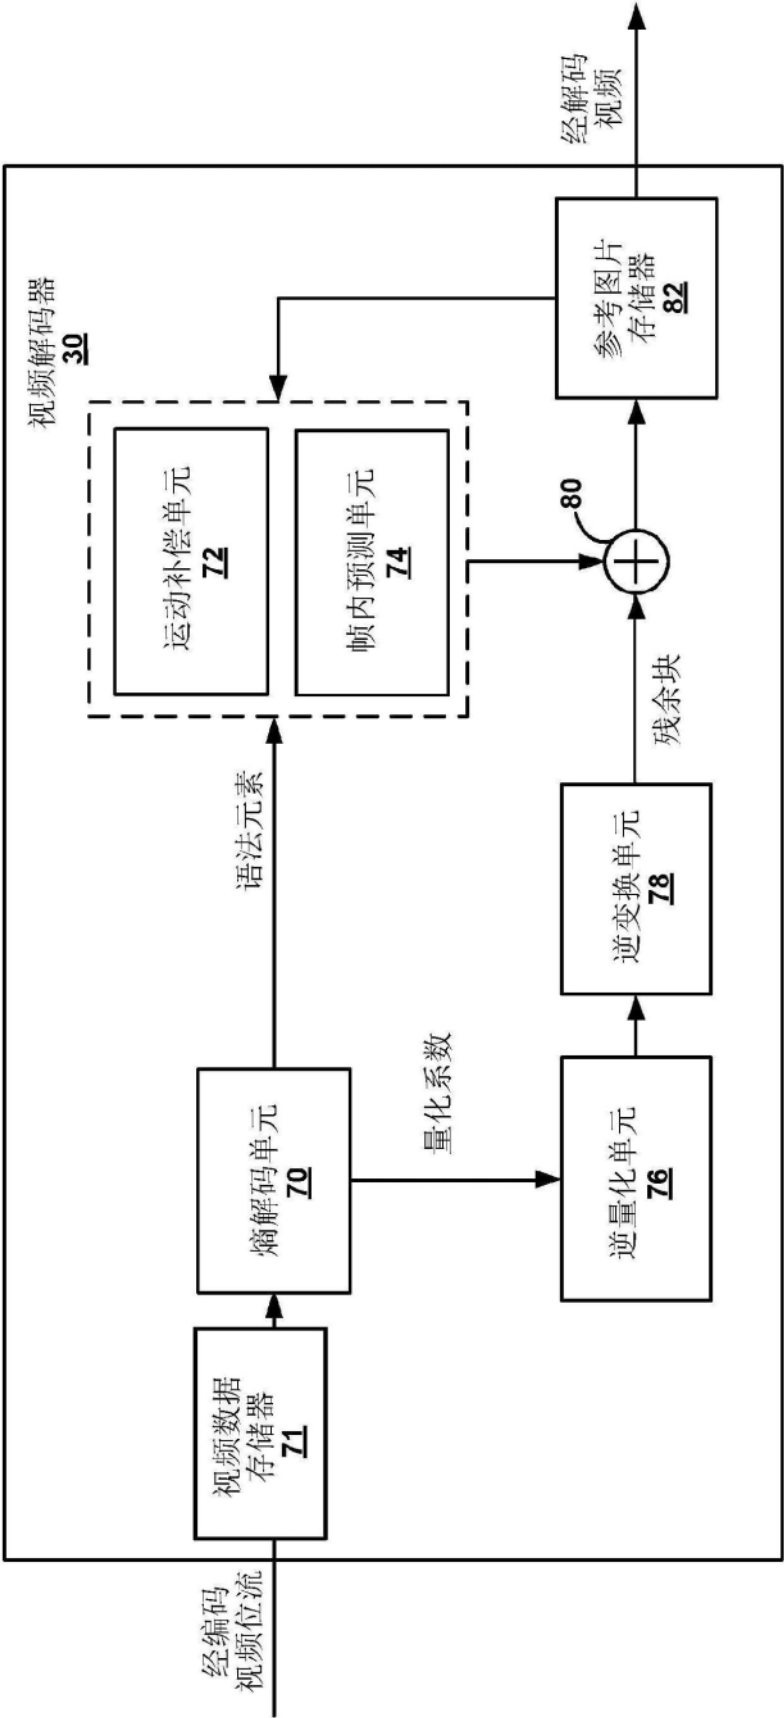 视频解码器
30
经编码
视频位流
视频数据
存储器
71
熵解码单元
70
语法元素
量化系数
运动补偿单元
72
帧内预测单元
74
逆量化单元
76
逆变换单元
78
残余块
80
参考图片
存储器
82
经解码
视频